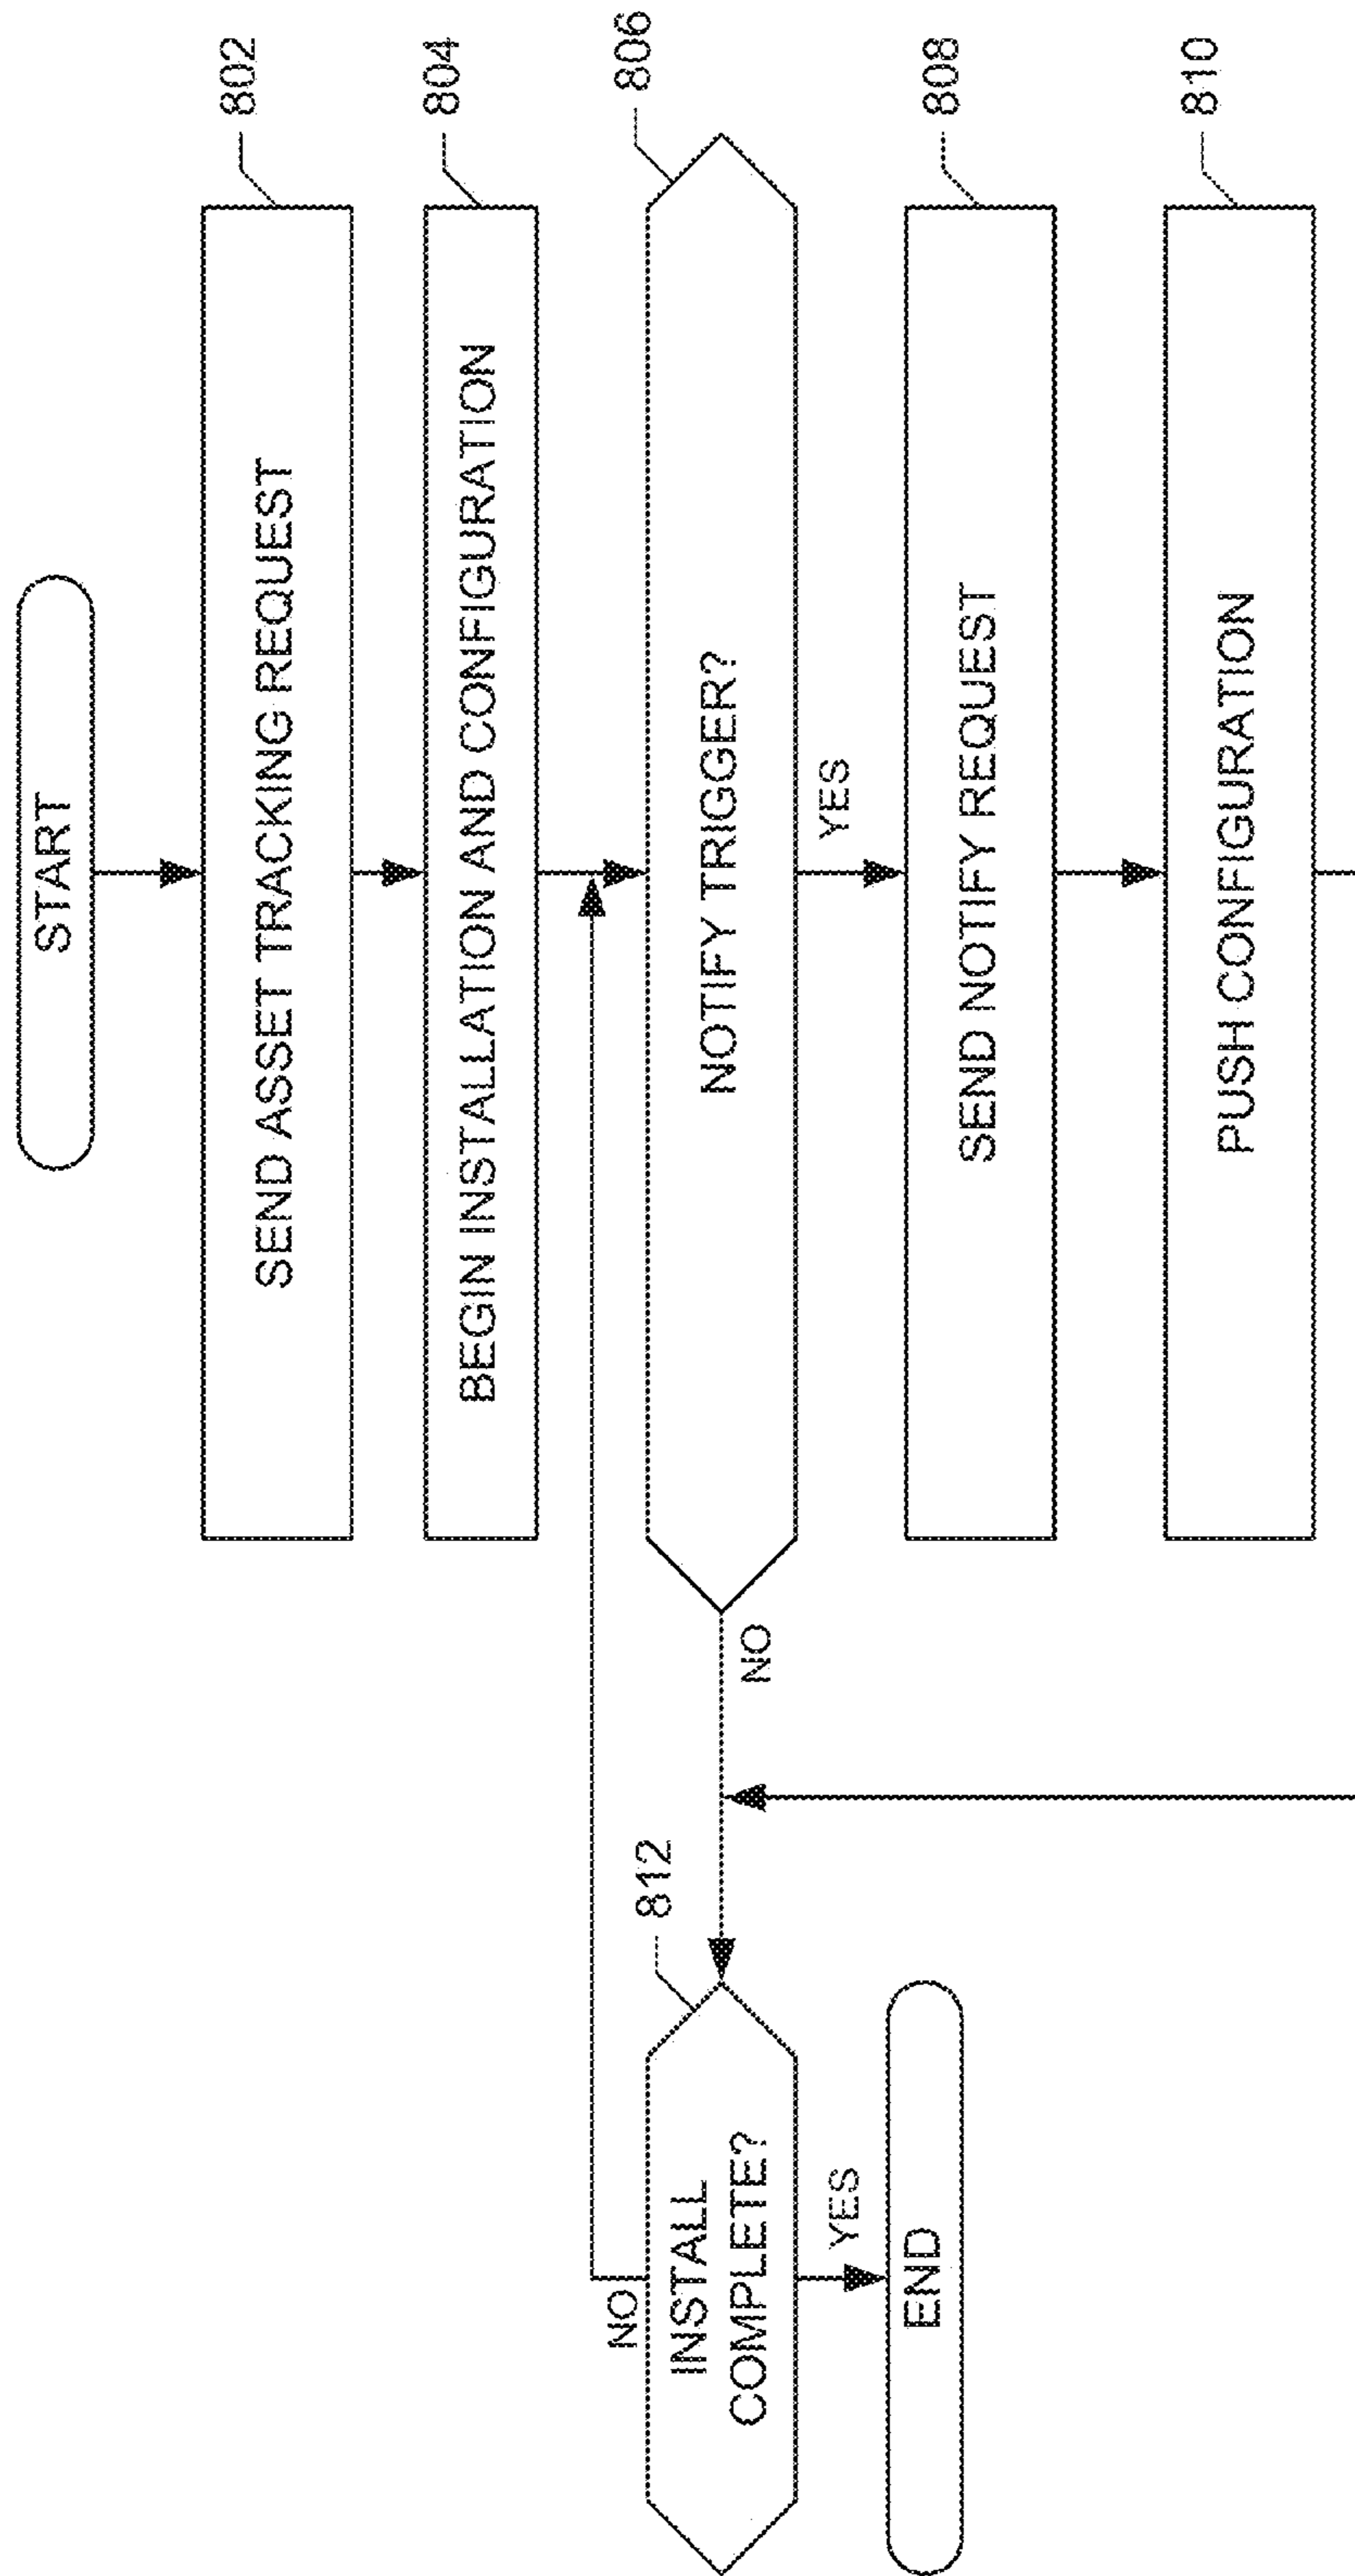 START
SEND ASSET TRACKING REQUEST
802
BEGIN INSTALLATION AND CONFIGURATION
804
NOTIFY TRIGGER?
806
NO
YES
SEND NOTIFY REQUEST
808
PUSH CONFIGURATION
810
812
INSTALL
COMPLETE?
NO
YES
END